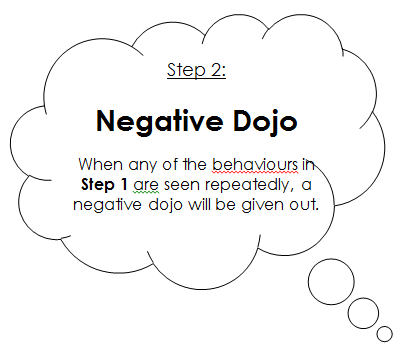 Step 2:
Negative Dojo
When any of the behaviours in
Step 1 are seen repeatedly, a
negative dojo will be given out.